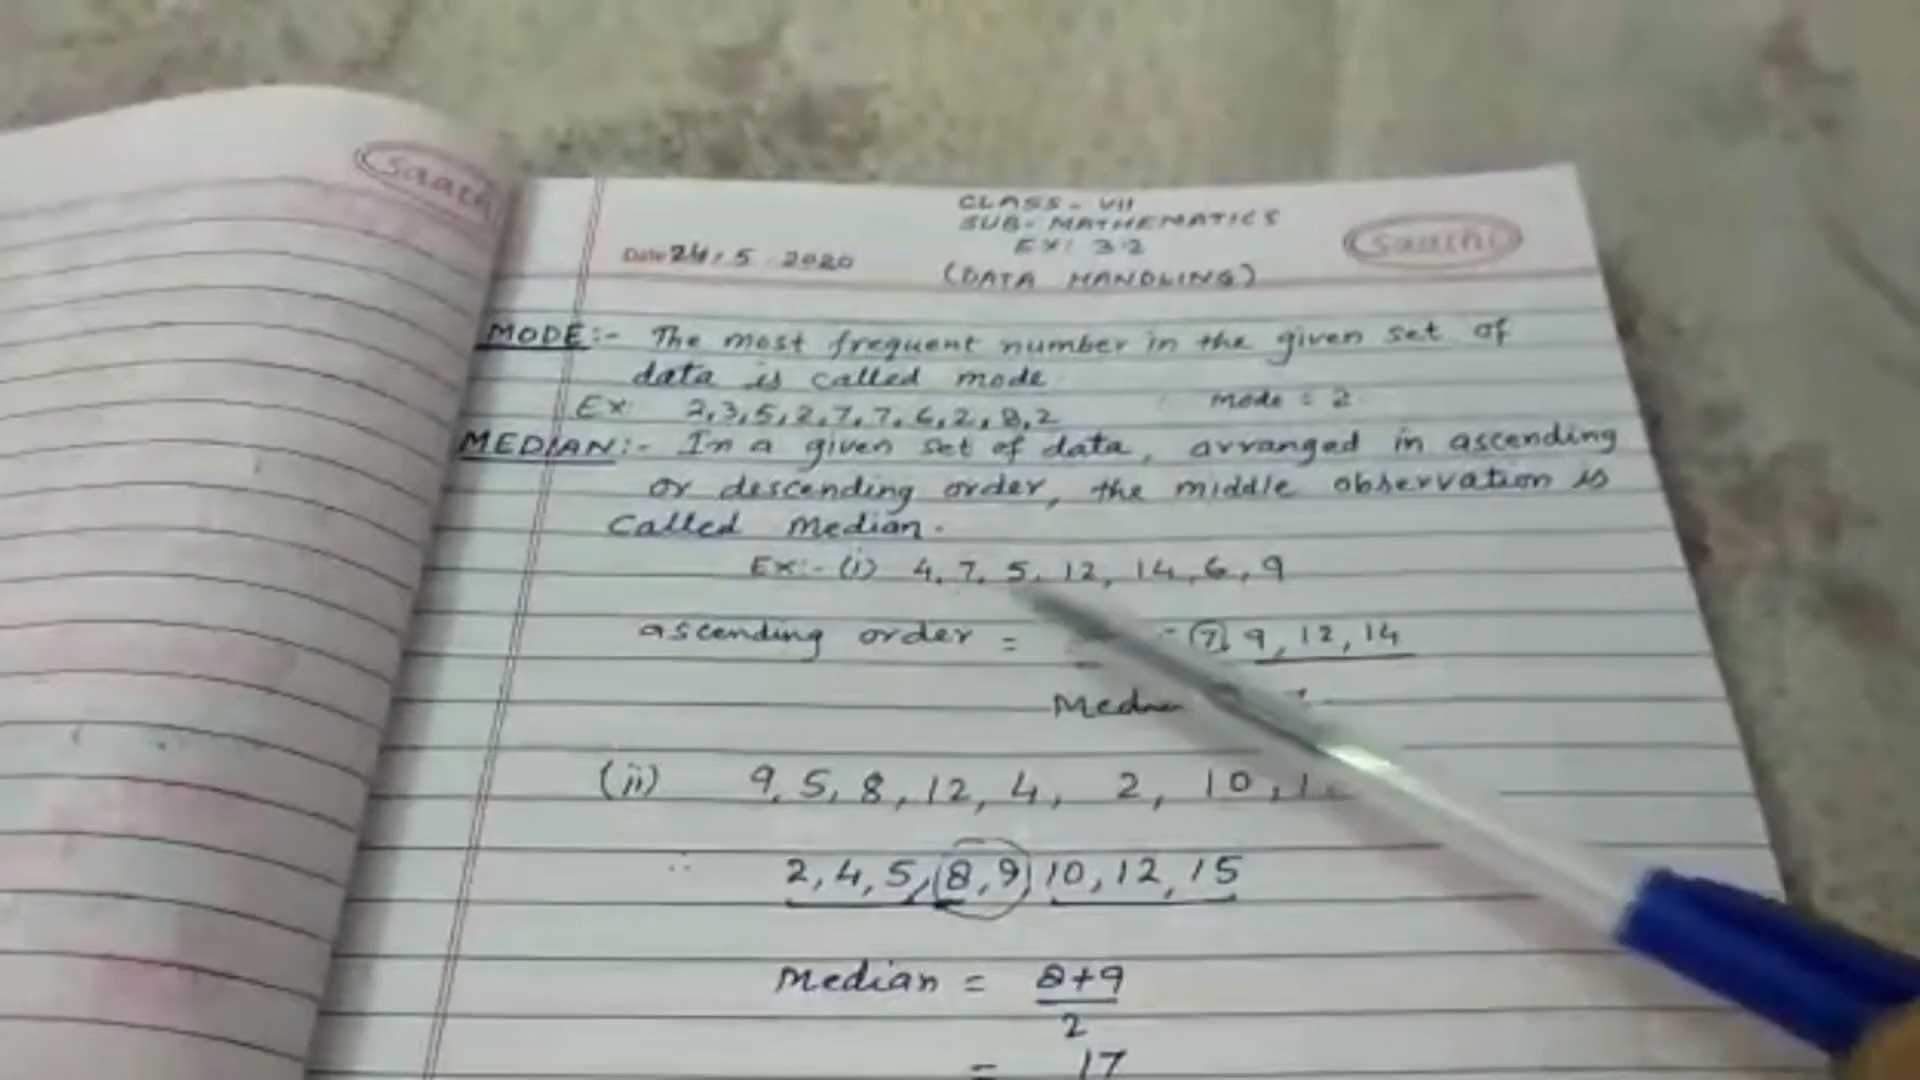 Saathi
CLASS - VII
SUB - MATHEMATICS
EX: 3.2
(DATA HANDLING)
Date 24.5.2020
Saathi
MODE:- The most frequent number in the given set of
data is called mode
Ex: 2,3,5,2,7,7,6,2,8,2 mode = 2
MEDIAN:- In a given set of data, arranged in ascending
or descending order, the middle observation is
called Median.
Ex:- (i) 4, 7, 5, 12, 14, 6, 9
ascending order = 7, 9, 12, 14
(ii) 9, 5, 8, 12, 4, 2, 10,
2, 4, 5, 8, 9, 10, 12, 15
Median = 8+9
2
= 17